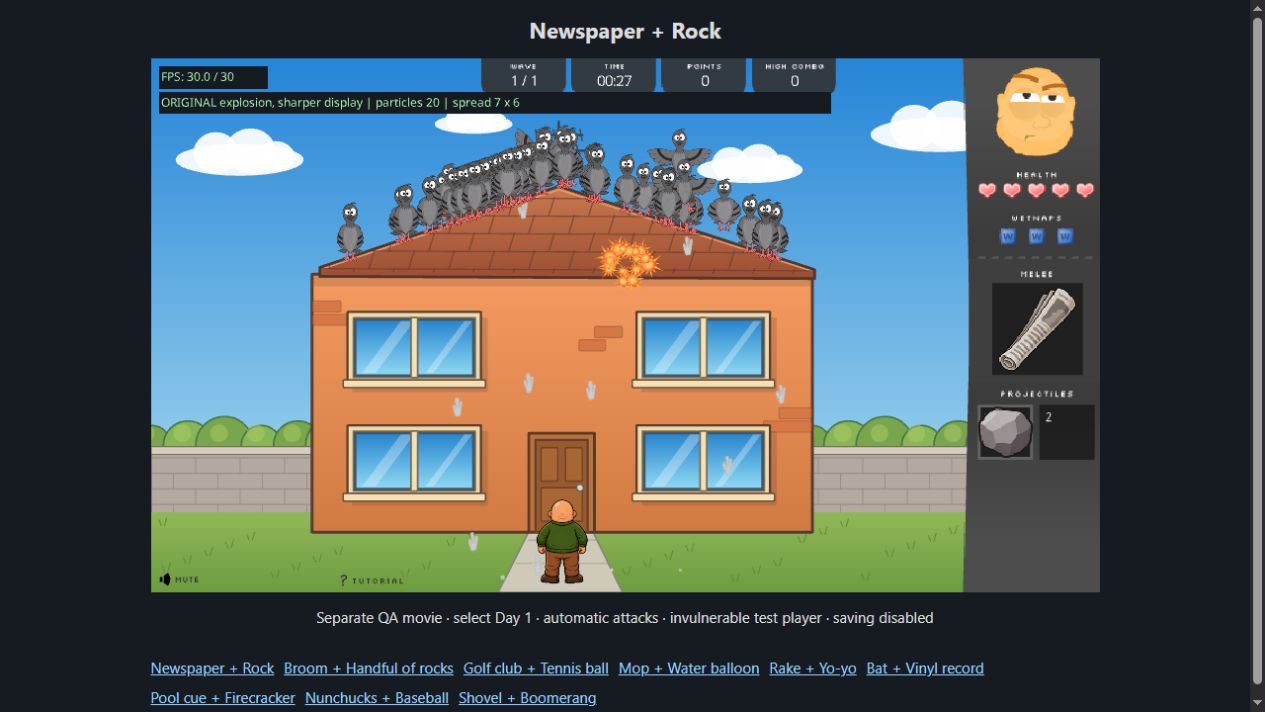 Newspaper + Rock
FPS: 30.0 / 30
WAVE
1 / 1
TIME
00:27
POINTS
0
HIGH COMBO
0
ORIGINAL explosion, sharper display | particles 20 | spread 7 x 6
HEALTH
WETNAPS
W W W
MELEE
PROJECTILES
2
MUTE
? TUTORIAL
Separate QA movie · select Day 1 · automatic attacks · invulnerable test player · saving disabled
Newspaper + Rock Broom + Handful of rocks Golf club + Tennis ball Mop + Water balloon Rake + Yo-yo Bat + Vinyl record
Pool cue + Firecracker Nunchucks + Baseball Shovel + Boomerang